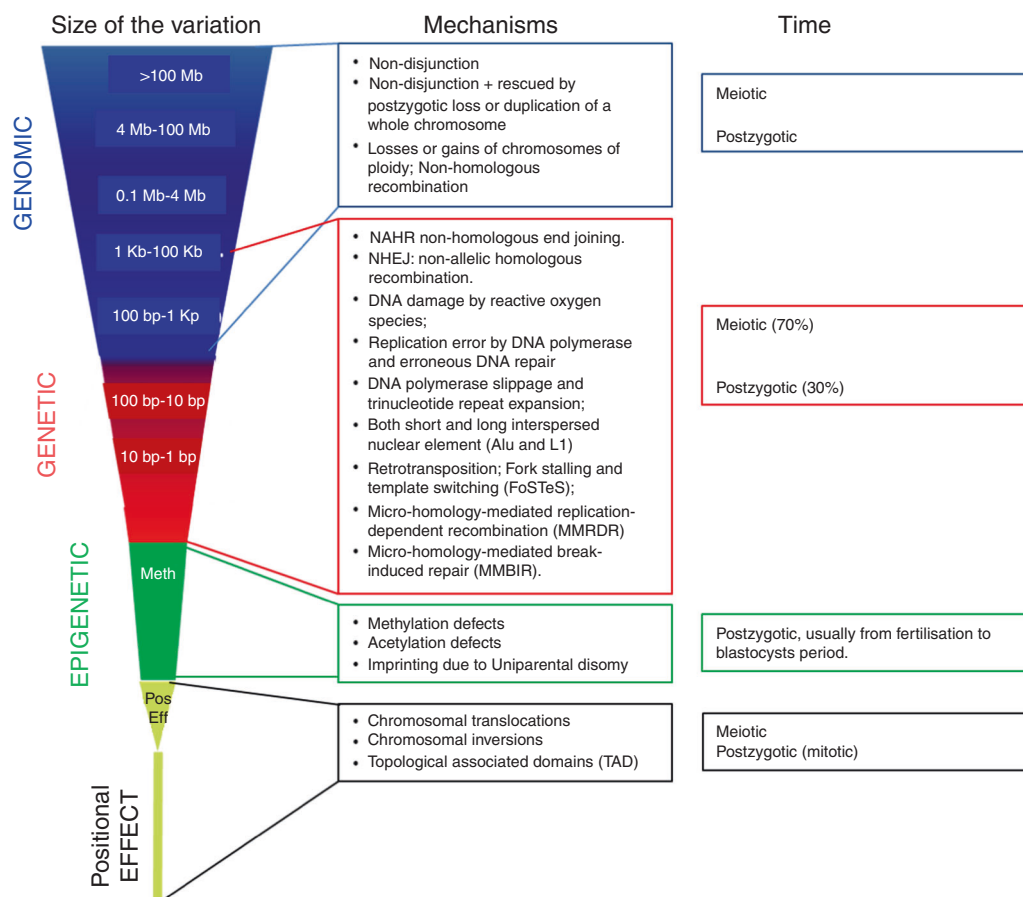 Size of the variation
Mechanisms
Time
GENOMIC
>100 Mb
4 Mb-100 Mb
0.1 Mb-4 Mb
1 Kb-100 Kb
100 bp-1 Kp
• Non-disjunction
• Non-disjunction + rescued by
postzygotic loss or duplication of a
whole chromosome
• Losses or gains of chromosomes of
ploidy; Non-homologous
recombination
Meiotic
Postzygotic
GENETIC
100 bp-10 bp
10 bp-1 bp
• NAHR non-homologous end joining.
• NHEJ: non-allelic homologous
recombination.
• DNA damage by reactive oxygen
species;
• Replication error by DNA polymerase
and erroneous DNA repair
• DNA polymerase slippage and
trinucleotide repeat expansion;
• Both short and long interspersed
nuclear element (Alu and L1)
• Retrotransposition; Fork stalling and
template switching (FoSTeS);
• Micro-homology-mediated replication-
dependent recombination (MMRDR)
• Micro-homology-mediated break-
induced repair (MMBIR).
Meiotic (70%)
Postzygotic (30%)
EPIGENETIC
Meth
• Methylation defects
• Acetylation defects
• Imprinting due to Uniparental disomy
Postzygotic, usually from fertilisation to
blastocysts period.
Positional
EFFECT
Pos
Eff
• Chromosomal translocations
• Chromosomal inversions
• Topological associated domains (TAD)
Meiotic
Postzygotic (mitotic)